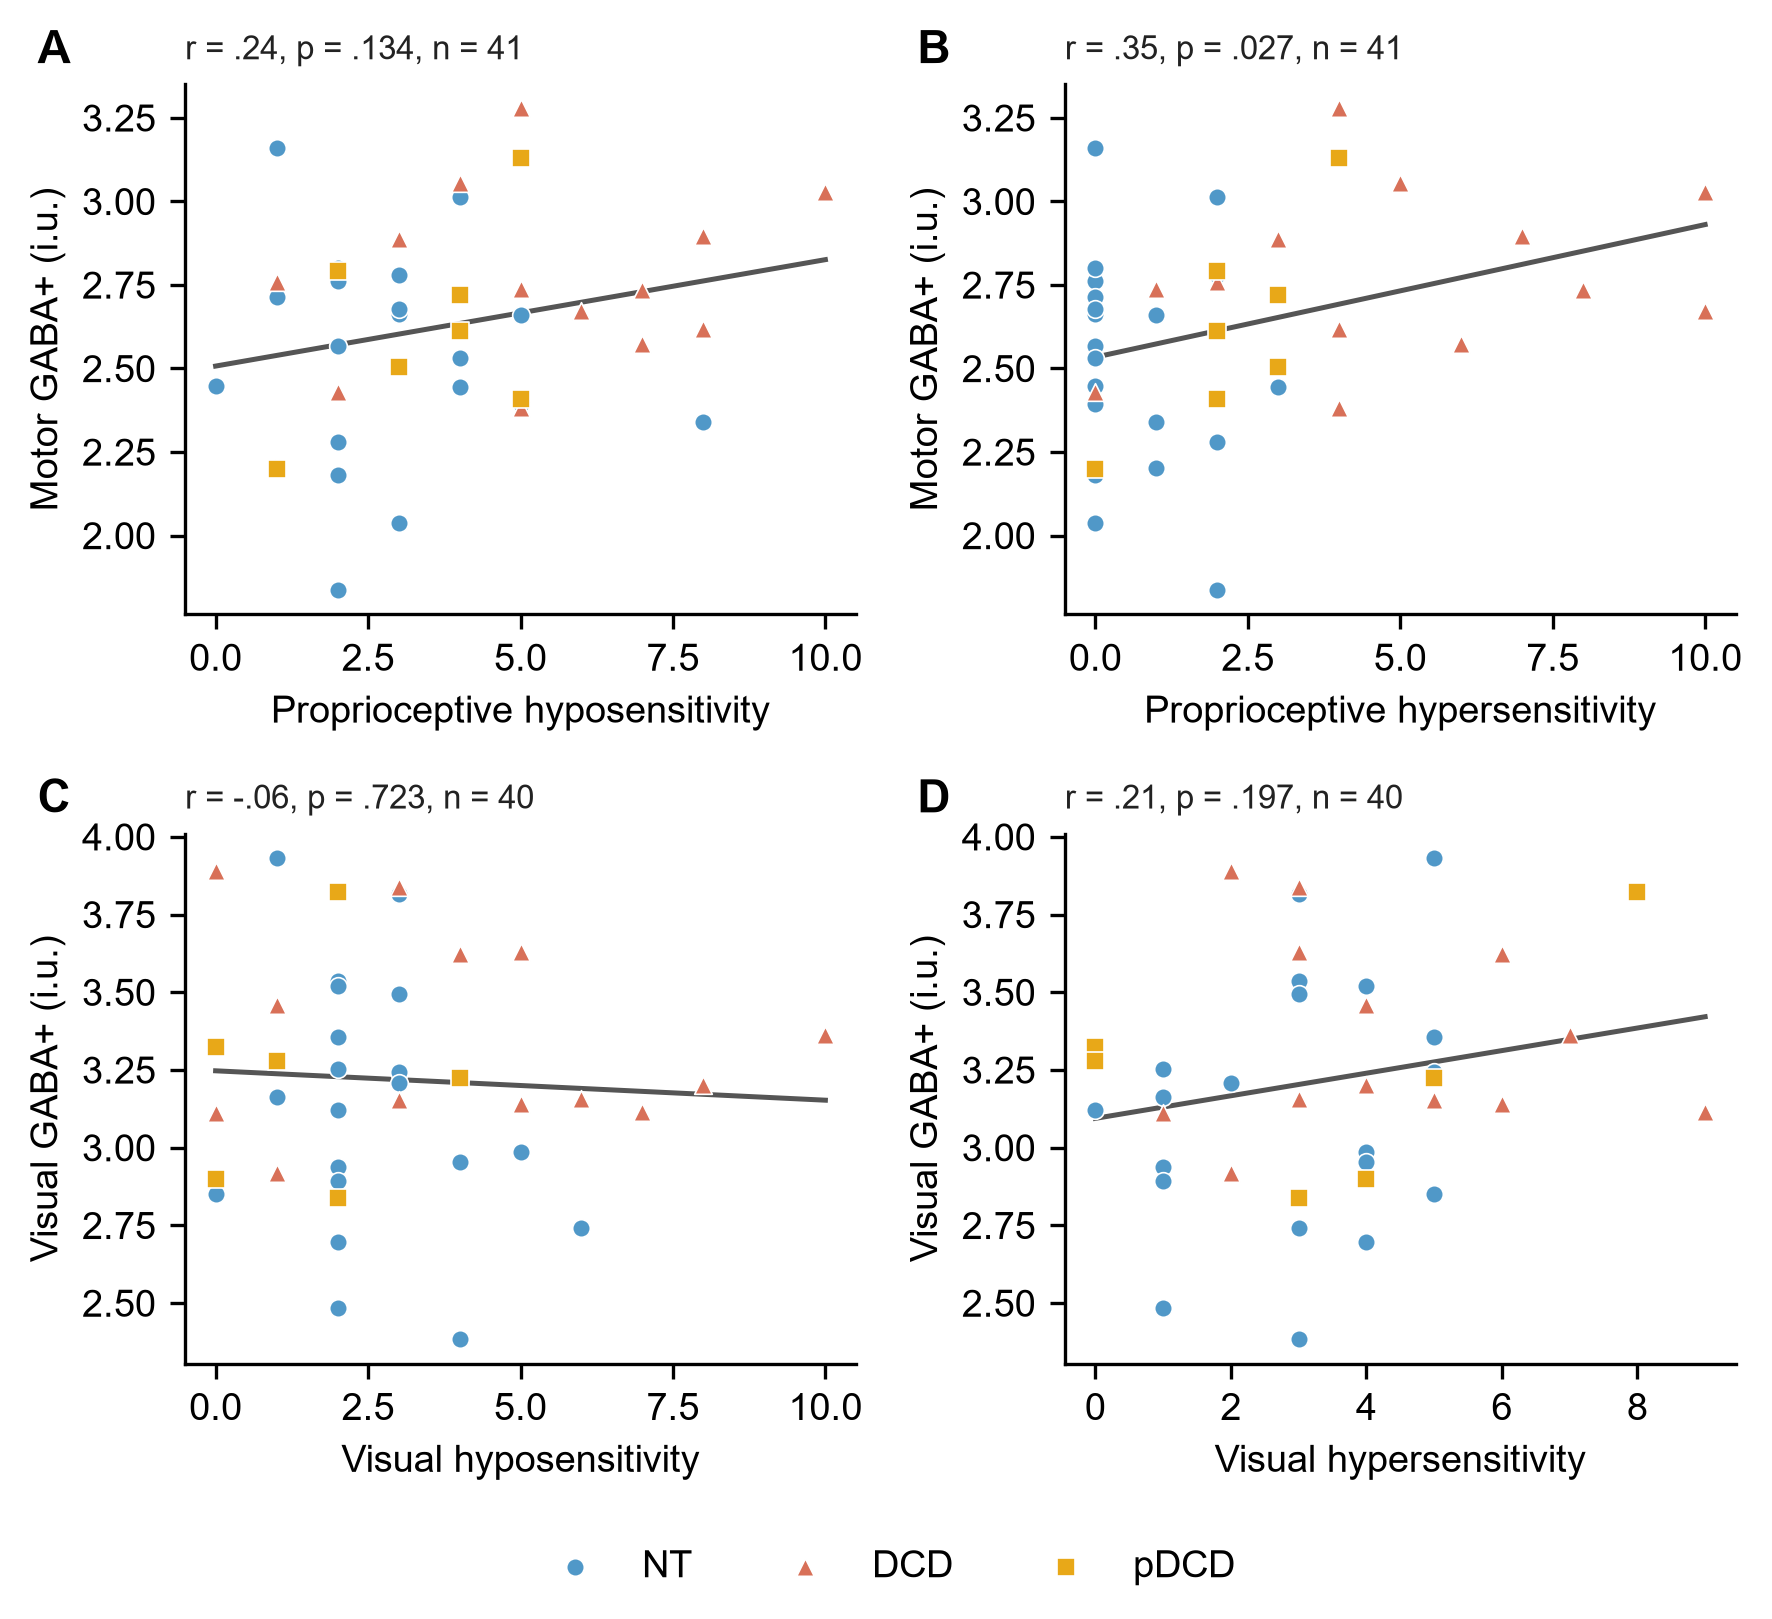 A
r = .24, p = .134, n = 41
3.25
3.00
2.75
2.50
2.25
2.00
Motor GABA+ (i.u.)
0.0 2.5 5.0 7.5 10.0
Proprioceptive hyposensitivity
B
r = .35, p = .027, n = 41
3.25
3.00
2.75
2.50
2.25
2.00
Motor GABA+ (i.u.)
0.0 2.5 5.0 7.5 10.0
Proprioceptive hypersensitivity
C
r = -.06, p = .723, n = 40
4.00
3.75
3.50
3.25
3.00
2.75
2.50
Visual GABA+ (i.u.)
0.0 2.5 5.0 7.5 10.0
Visual hyposensitivity
D
r = .21, p = .197, n = 40
4.00
3.75
3.50
3.25
3.00
2.75
2.50
Visual GABA+ (i.u.)
0 2 4 6 8
Visual hypersensitivity
NT DCD pDCD